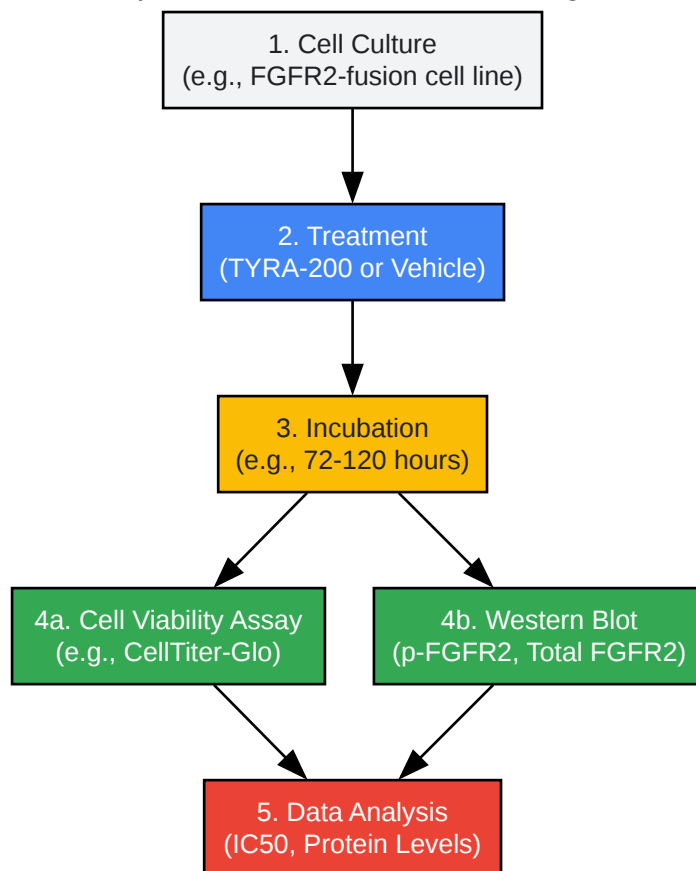 1. Cell Culture
(e.g., FGFR2-fusion cell line)
2. Treatment
(TYRA-200 or Vehicle)
3. Incubation
(e.g., 72-120 hours)
4a. Cell Viability Assay
(e.g., CellTiter-Glo)
4b. Western Blot
(p-FGFR2, Total FGFR2)
5. Data Analysis
(IC50, Protein Levels)